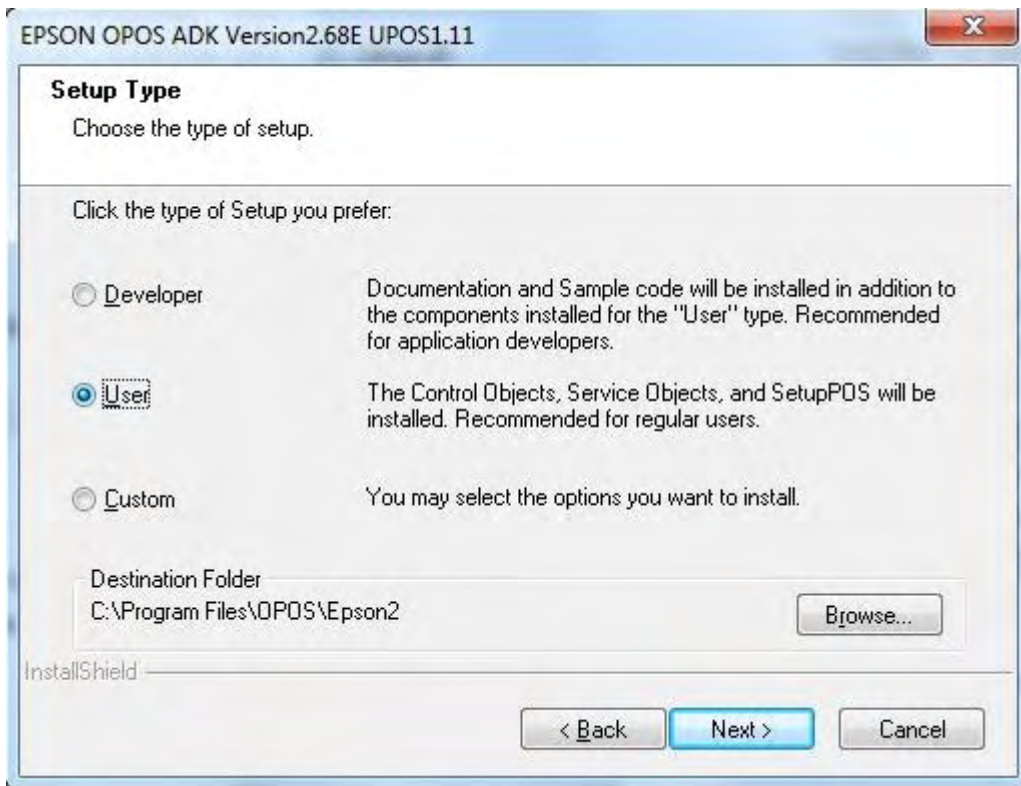 EPSON OPOS ADK Version2.68E UPOS1.11
Setup Type
Choose the type of setup.
Click the type of Setup you prefer:
Developer
Documentation and Sample code will be installed in addition to
the components installed for the "User" type. Recommended
for application developers.
User
The Control Objects, Service Objects, and SetupPOS will be
installed. Recommended for regular users.
Custom
You may select the options you want to install.
Destination Folder
C:\Program Files\OPOS\Epson2
Browse...
InstallShield
< Back
Next >
Cancel